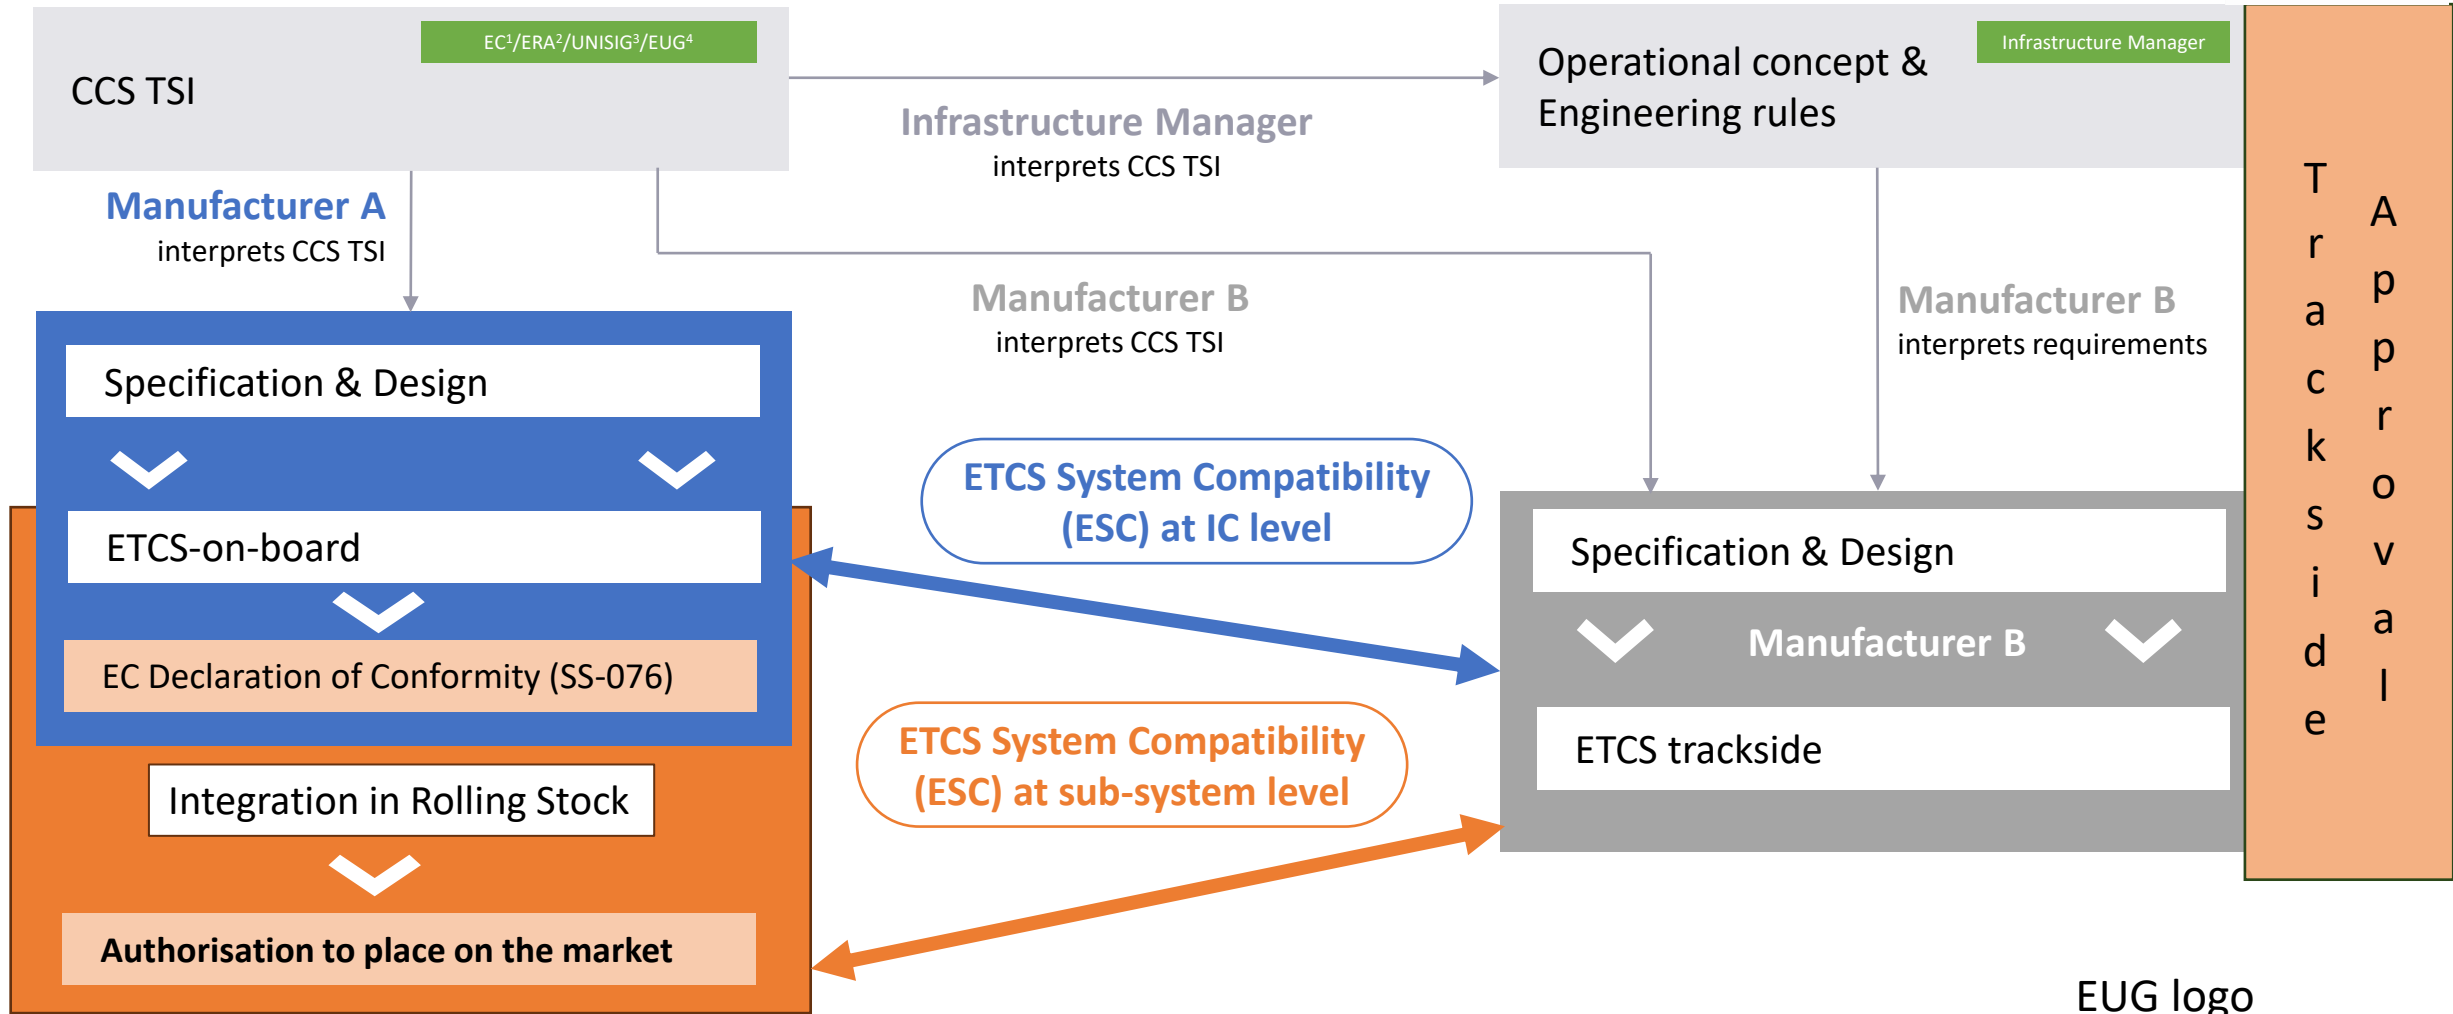 EC¹/ERA²/UNISIG³/EUG⁴
CCS TSI
Infrastructure Manager
interprets CCS TSI
Infrastructure Manager
Operational concept &
Engineering rules
Manufacturer A
interprets CCS TSI
Manufacturer B
interprets CCS TSI
Manufacturer B
interprets requirements
Specification & Design
ETCS-on-board
EC Declaration of Conformity (SS-076)
Integration in Rolling Stock
Authorisation to place on the market
ETCS System Compatibility
(ESC) at IC level
ETCS System Compatibility
(ESC) at sub-system level
Specification & Design
Manufacturer B
ETCS trackside
Trackside
Approval
EUG logo